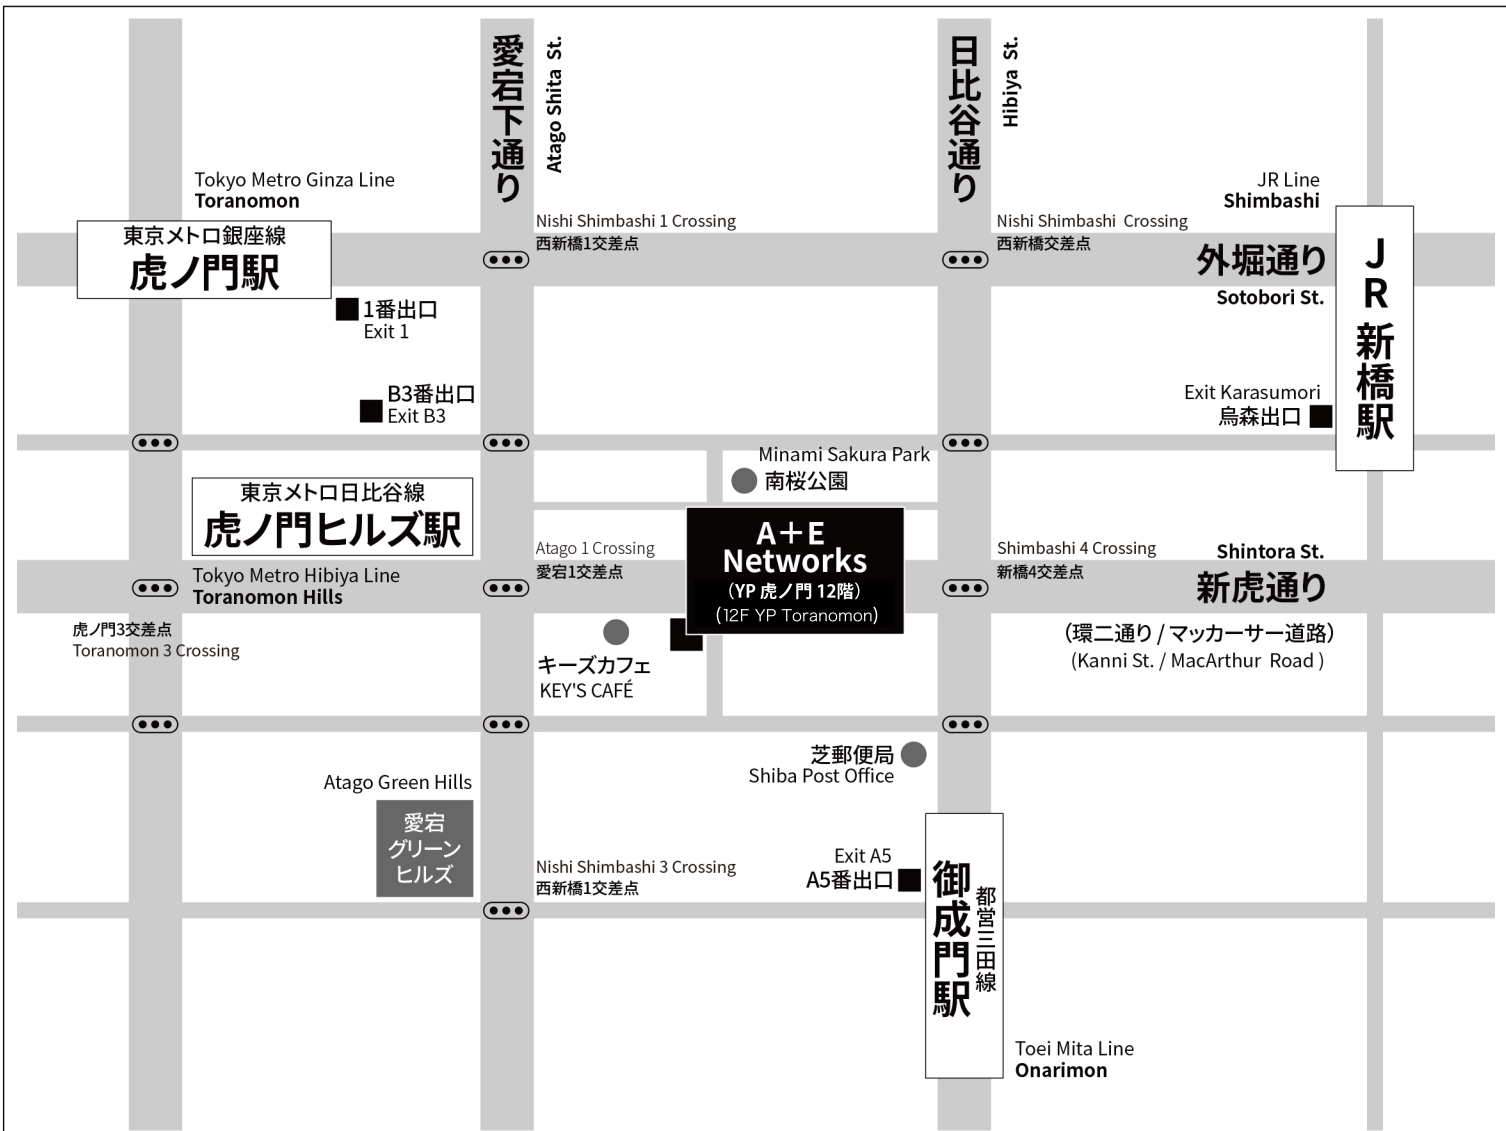 愛宕下通り
Atago Shita St.
日比谷通り
Hibiya St.
Tokyo Metro Ginza Line
Toranomon
東京メトロ銀座線
虎ノ門駅
1番出口
Exit 1
B3番出口
Exit B3
Nishi Shimbashi 1 Crossing
西新橋1交差点
Nishi Shimbashi Crossing
西新橋交差点
JR Line
Shimbashi
外堀通り
Sotobori St.
JR新橋駅
Exit Karasumori
烏森出口
Minami Sakura Park
南桜公園
東京メトロ日比谷線
虎ノ門ヒルズ駅
Tokyo Metro Hibiya Line
Toranomon Hills
虎ノ門3交差点
Toranomon 3 Crossing
Atago 1 Crossing
愛宕1交差点
A+E
Networks
(YP 虎ノ門 12階)
(12F YP Toranomon)
キーズカフェ
KEY'S CAFÉ
Shimbashi 4 Crossing
新橋4交差点
Shintora St.
新虎通り
(環二通り / マッカーサー道路)
(Kanni St. / MacArthur Road )
芝郵便局
Shiba Post Office
Atago Green Hills
愛宕
グリーン
ヒルズ
Nishi Shimbashi 3 Crossing
西新橋1交差点
Exit A5
A5番出口
都営三田線
御成門駅
Toei Mita Line
Onarimon